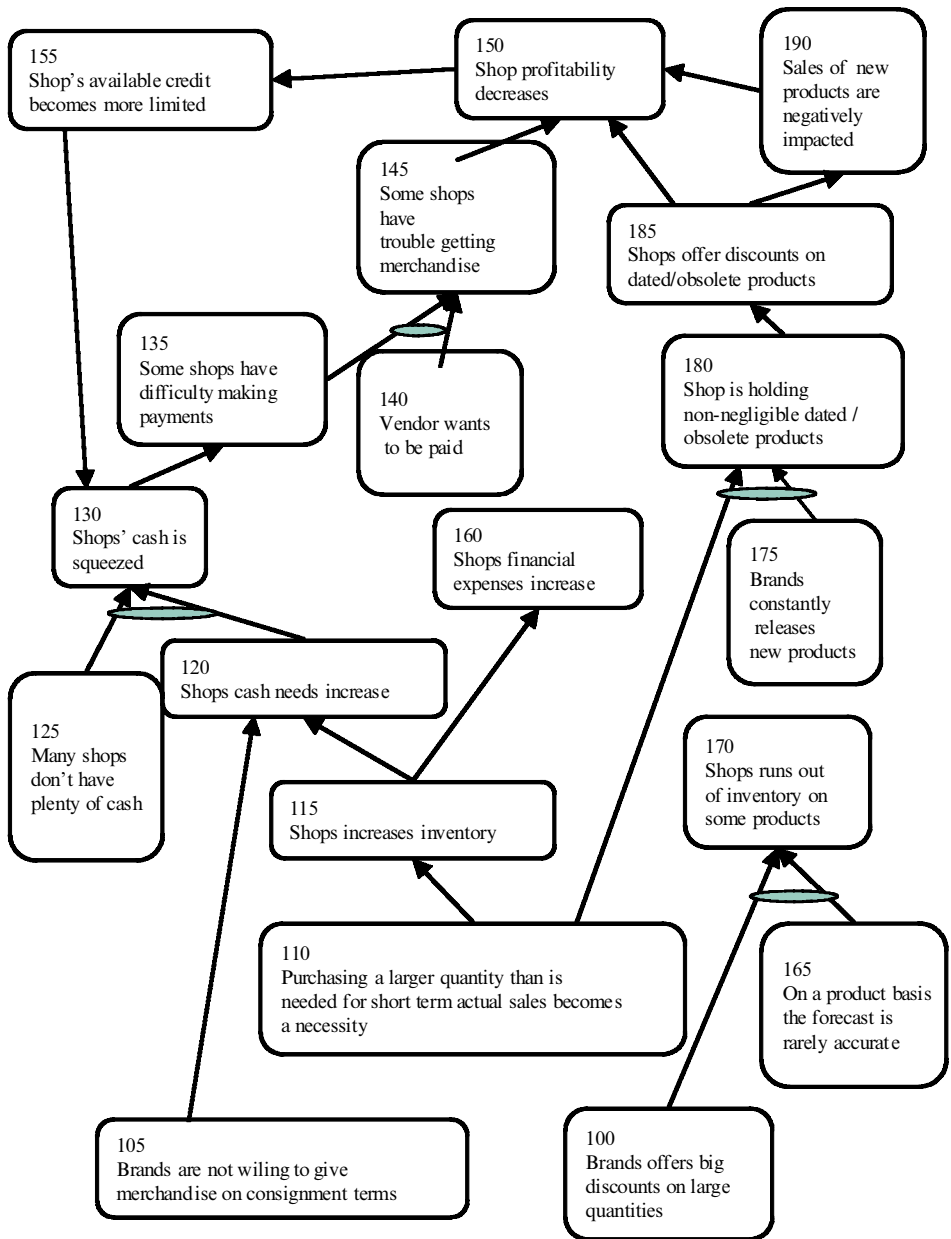 155
Shop's available credit
becomes more limited
150
Shop profitability
decreases
190
Sales of new
products are
negatively
impacted
145
Some shops
have
trouble getting
merchandise
185
Shops offer discounts on
dated/obsolete products
135
Some shops have
difficulty making
payments
140
Vendor wants
to be paid
180
Shop is holding
non-negligible dated /
obsolete products
130
Shops' cash is
squeezed
160
Shops financial
expenses increase
175
Brands
constantly
releases
new products
120
Shops cash needs increase
125
Many shops
don't have
plenty of cash
170
Shops runs out
of inventory on
some products
115
Shops increases inventory
110
Purchasing a larger quantity than is
needed for short term actual sales becomes
a necessity
165
On a product basis
the forecast is
rarely accurate
105
Brands are not wiling to give
merchandise on consignment terms
100
Brands offers big
discounts on large
quantities